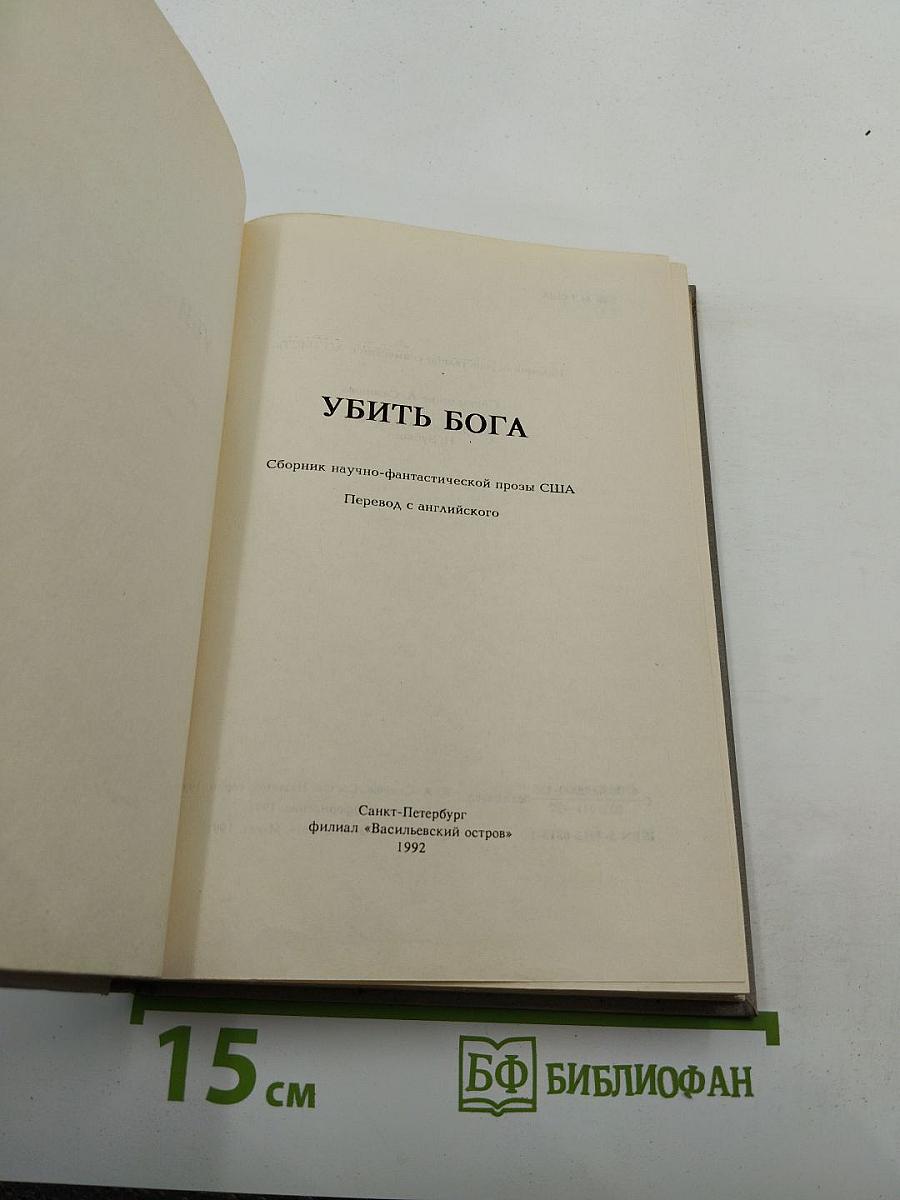 УБИТЬ БОГА
Сборник научно-фантастической прозы США
Перевод с английского
Санкт-Петербург
филиал «Васильевский остров»
1992
15 см
БФ БИБЛИОФАН